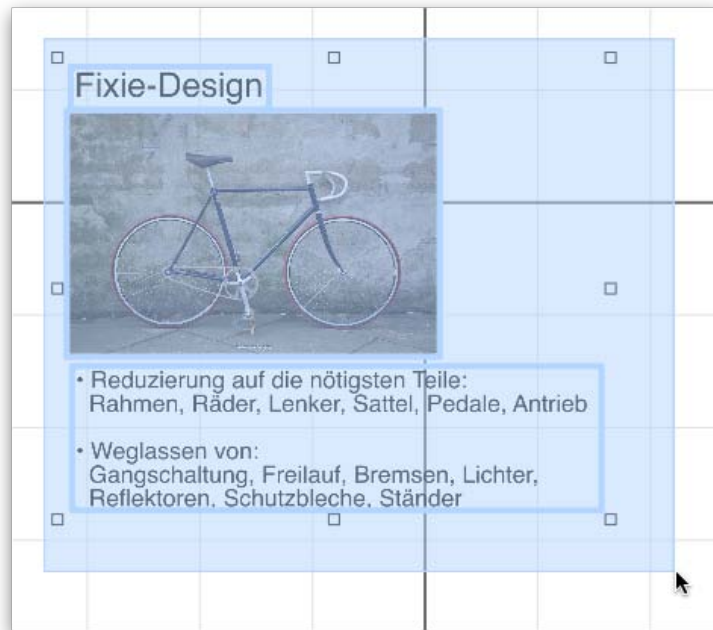 Fixie-Design
• Reduzierung auf die nötigsten Teile:
Rahmen, Räder, Lenker, Sattel, Pedale, Antrieb
• Weglassen von:
Gangschaltung, Freilauf, Bremsen, Lichter,
Reflektoren, Schutzbleche, Ständer